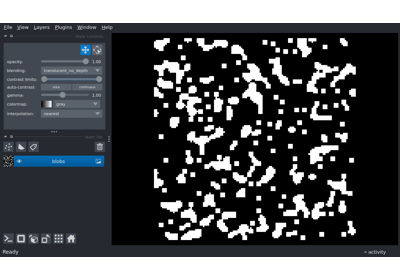 File View Layers Plugins Window Help
opacity: 1.00
blending: translucent_no_depth
contrast limits:
auto-contrast: once continuous
gamma: 1.00
colormap: gray
interpolation: nearest
blobs
Ready
activity